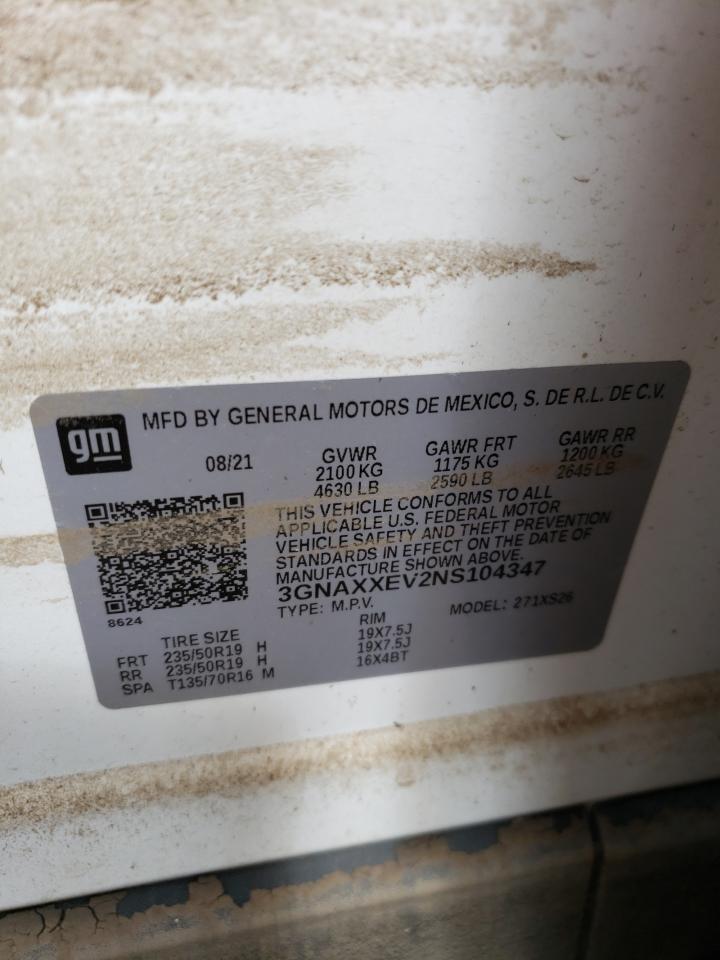 gm
MFD BY GENERAL MOTORS DE MEXICO, S. DE R.L. DE C.V.
08/21
GVWR
2100 KG
4630 LB
GAWR FRT
1175 KG
2590 LB
GAWR RR
1200 KG
2645 LB
THIS VEHICLE CONFORMS TO ALL
APPLICABLE U.S. FEDERAL MOTOR
VEHICLE SAFETY AND THEFT PREVENTION
STANDARDS IN EFFECT ON THE DATE OF
MANUFACTURE SHOWN ABOVE.
3GNAXXEV2NS104347
TYPE: M.P.V. MODEL: 271XS26
8624
TIRE SIZE RIM
FRT 235/50R19 H 19X7.5J
RR 235/50R19 H 19X7.5J
SPA T135/70R16 M 16X4BT